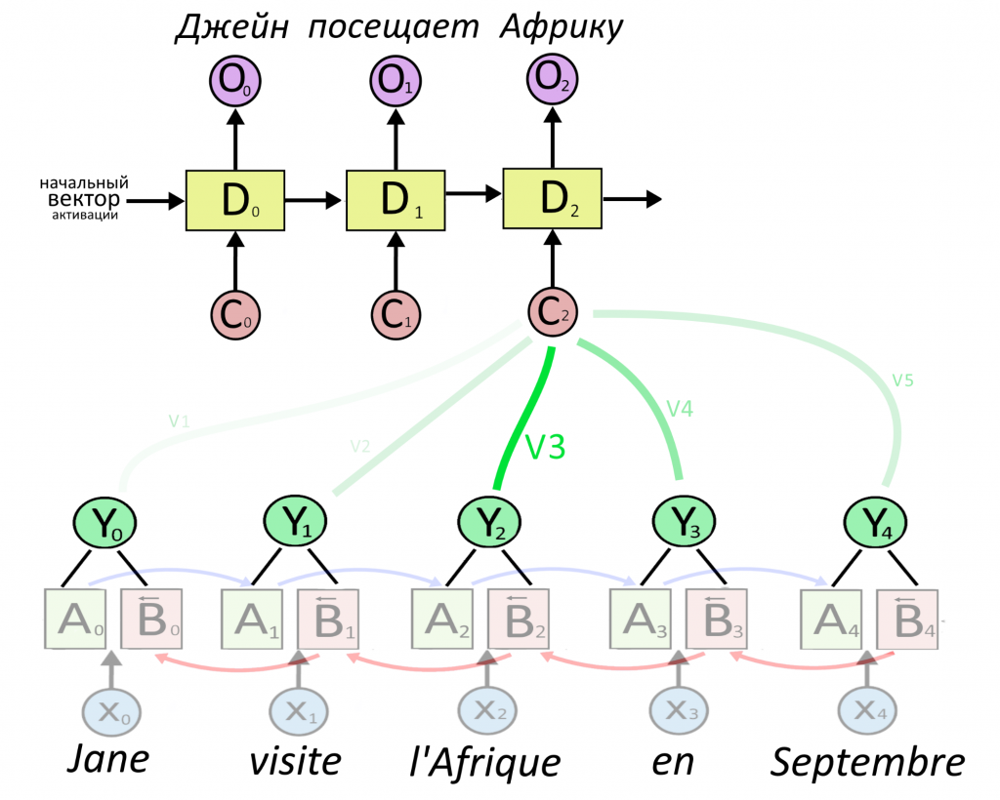 Джейн посещает Африку
O0 O1 O2
начальный
вектор
активации
D0 D1 D2
C0 C1 C2
V1 V2 V3 V4 V5
Y0 Y1 Y2 Y3 Y4
A0 B0 A1 B1 A2 B2 A3 B3 A4 B4
x0 x1 x2 x3 x4
Jane visite l'Afrique en Septembre